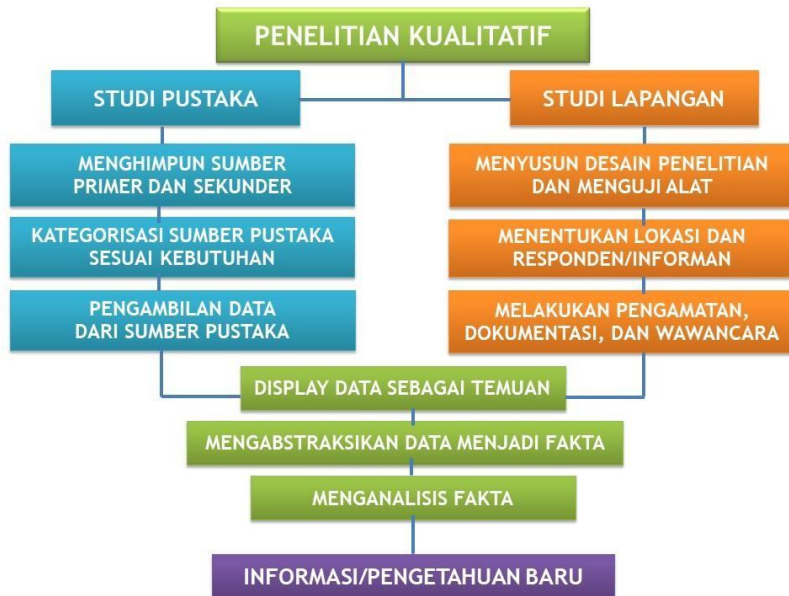 PENELITIAN KUALITATIF
STUDI PUSTAKA
MENGHIMPUN SUMBER
PRIMER DAN SEKUNDER
KATEGORISASI SUMBER PUSTAKA
SESUAI KEBUTUHAN
PENGAMBILAN DATA
DARI SUMBER PUSTAKA
STUDI LAPANGAN
MENYUSUN DESAIN PENELITIAN
DAN MENGUJI ALAT
MENENTUKAN LOKASI DAN
RESPONDEN/INFORMAN
MELAKUKAN PENGAMATAN,
DOKUMENTASI, DAN WAWANCARA
DISPLAY DATA SEBAGAI TEMUAN
MENGABSTRAKSIKAN DATA MENJADI FAKTA
MENGANALISIS FAKTA
INFORMASI/PENGETAHUAN BARU